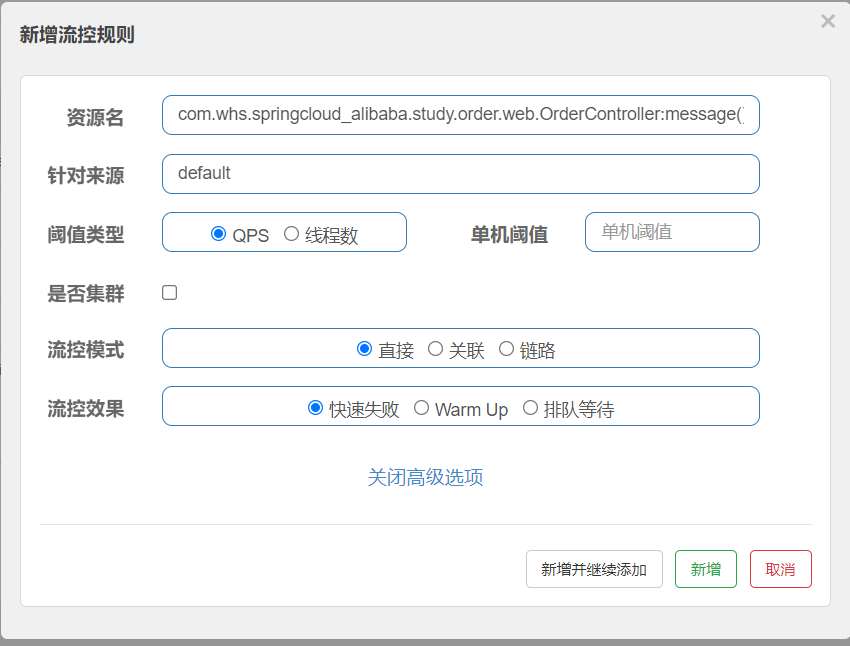 新增流控规则
×
资源名 com.whs.springcloud_alibaba.study.order.web.OrderController:message()
针对来源 default
阈值类型 QPS 线程数 单机阈值 单机阈值
是否集群
流控模式 直接 关联 链路
流控效果 快速失败 Warm Up 排队等待
关闭高级选项
新增并继续添加 新增 取消